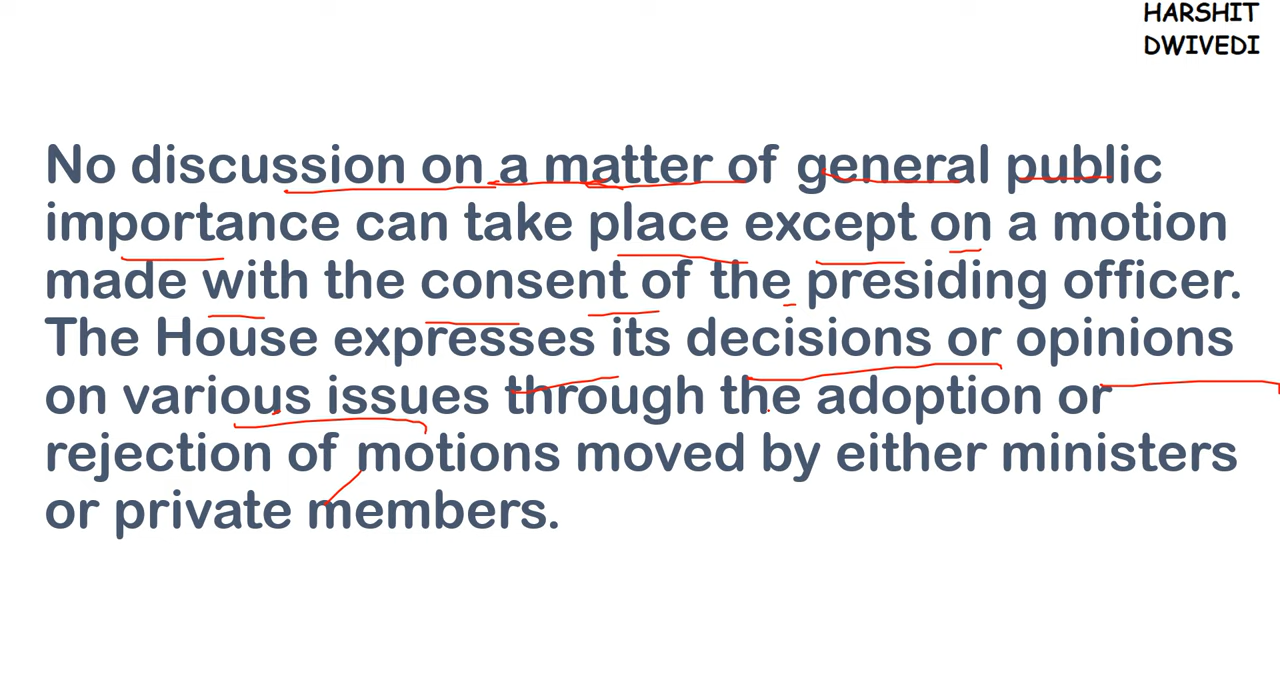 HARSHIT
DWIVEDI
No discussion on a matter of general public
importance can take place except on a motion
made with the consent of the presiding officer.
The House expresses its decisions or opinions
on various issues through the adoption or
rejection of motions moved by either ministers
or private members.